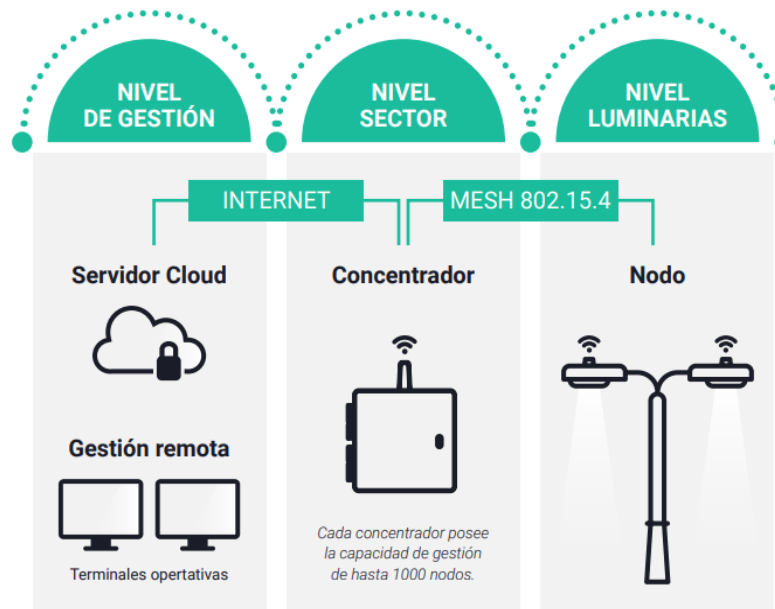 NIVEL
DE GESTIÓN
NIVEL
SECTOR
NIVEL
LUMINARIAS
INTERNET
MESH 802.15.4
Servidor Cloud
Concentrador
Nodo
Gestión remota
Terminales opertativas
Cada concentrador posee
la capacidad de gestión
de hasta 1000 nodos.